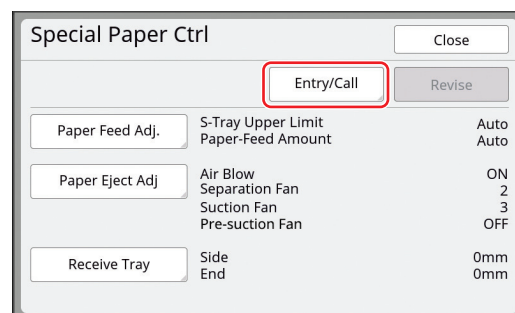 Special Paper Ctrl
Close
Entry/Call
Revise
Paper Feed Adj.
S-Tray Upper Limit Auto
Paper-Feed Amount Auto
Paper Eject Adj
Air Blow ON
Separation Fan 2
Suction Fan 3
Pre-suction Fan OFF
Receive Tray
Side 0mm
End 0mm